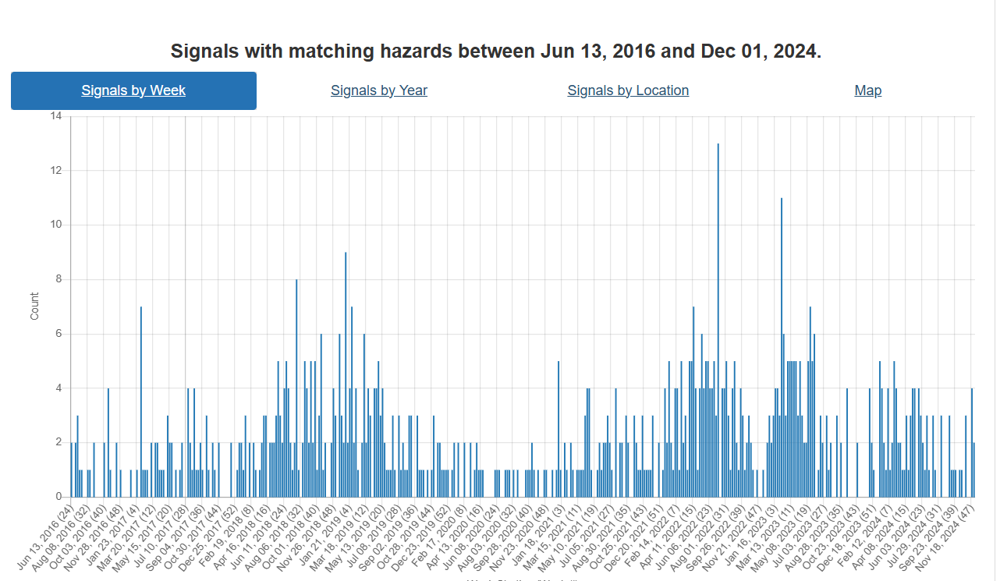 Signals with matching hazards between Jun 13, 2016 and Dec 01, 2024.
Signals by Week
Signals by Year
Signals by Location
Map
14
12
10
8
6
4
2
0
Count
Jun 13, 2016 (24)
Aug 08, 2016 (32)
Oct 03, 2016 (40)
Nov 28, 2016 (48)
Jan 23, 2017 (4)
Mar 20, 2017 (12)
May 15, 2017 (20)
Jul 10, 2017 (28)
Sep 04, 2017 (36)
Oct 30, 2017 (44)
Dec 25, 2017 (52)
Feb 19, 2018 (8)
Apr 16, 2018 (16)
Jun 11, 2018 (24)
Aug 06, 2018 (32)
Oct 01, 2018 (40)
Nov 26, 2018 (48)
Jan 21, 2019 (4)
Mar 18, 2019 (12)
May 13, 2019 (20)
Jul 08, 2019 (28)
Sep 02, 2019 (36)
Oct 28, 2019 (44)
Dec 23, 2019 (52)
Feb 17, 2020 (8)
Apr 13, 2020 (16)
Jun 08, 2020 (24)
Aug 03, 2020 (32)
Sep 28, 2020 (40)
Nov 23, 2020 (48)
Jan 18, 2021 (3)
Mar 15, 2021 (11)
May 10, 2021 (19)
Jul 05, 2021 (27)
Aug 30, 2021 (35)
Oct 25, 2021 (43)
Dec 20, 2021 (51)
Feb 14, 2022 (7)
Apr 11, 2022 (15)
Jun 06, 2022 (23)
Aug 01, 2022 (31)
Sep 26, 2022 (39)
Nov 21, 2022 (47)
Jan 16, 2023 (3)
Mar 13, 2023 (11)
May 08, 2023 (19)
Jul 03, 2023 (27)
Aug 28, 2023 (35)
Oct 23, 2023 (43)
Dec 18, 2023 (51)
Feb 12, 2024 (7)
Apr 08, 2024 (15)
Jun 03, 2024 (23)
Jul 29, 2024 (31)
Sep 23, 2024 (39)
Nov 18, 2024 (47)